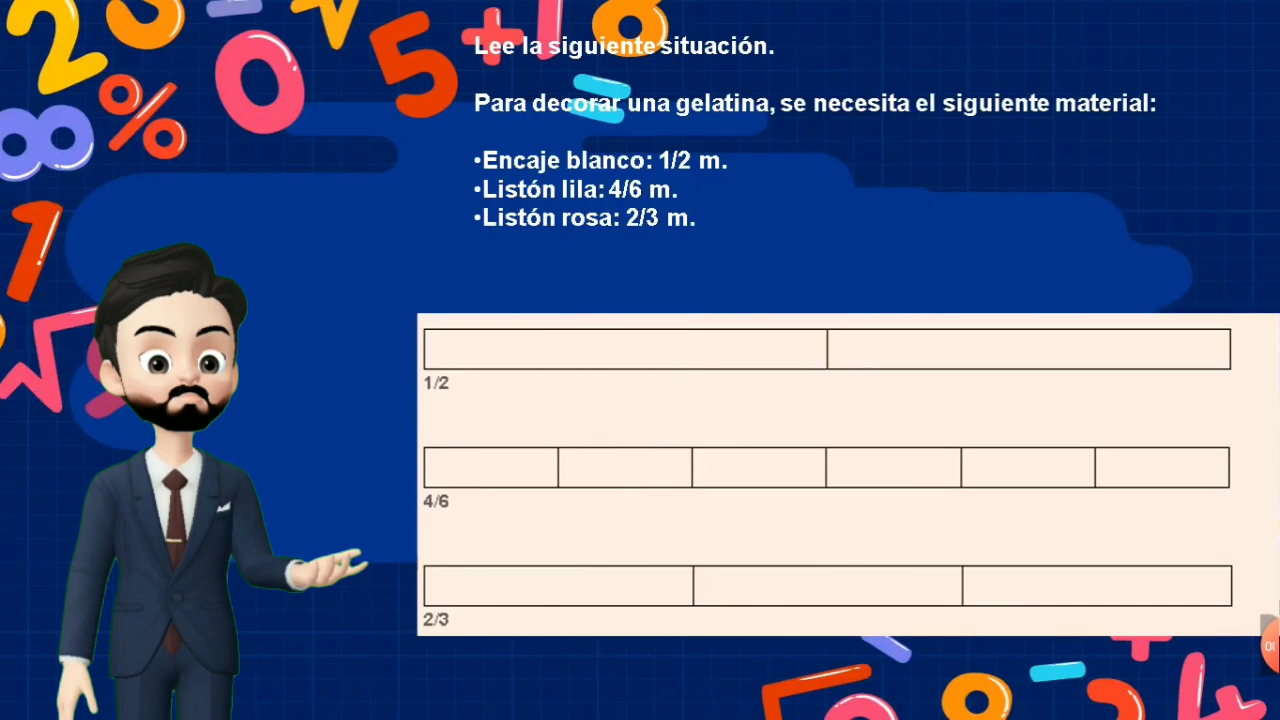 Lee la siguiente situación.
Para decorar una gelatina, se necesita el siguiente material:
•Encaje blanco: 1/2 m.
•Listón lila: 4/6 m.
•Listón rosa: 2/3 m.
1/2
4/6
2/3